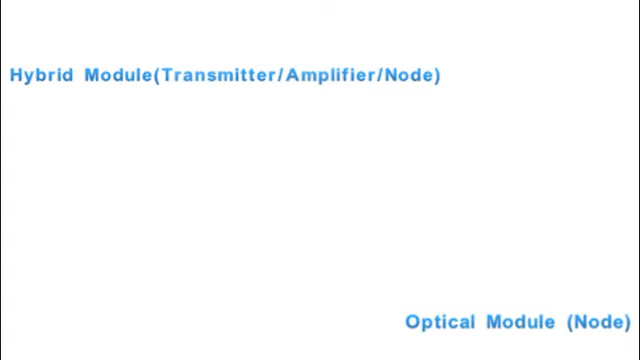 Hybrid Module(Transmitter/Amplifier/Node)
Optical Module (Node)